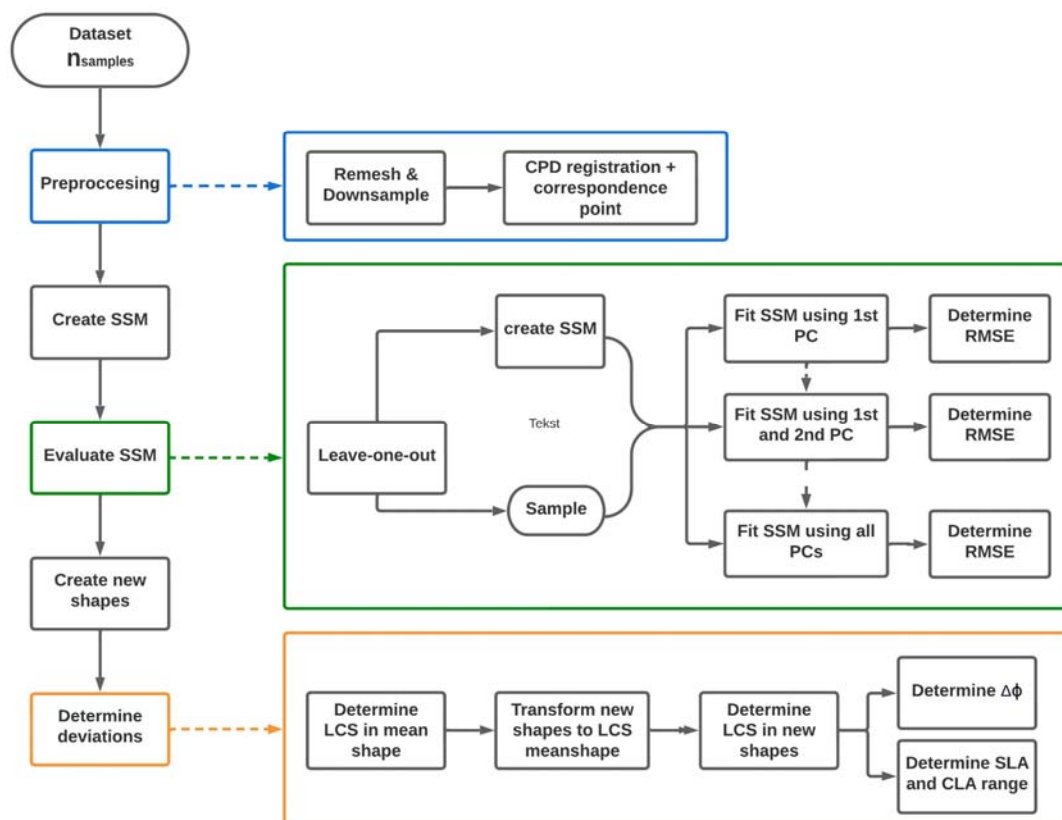 Dataset
nsamples
Preproccesing
Remesh &
Downsample
CPD registration +
correspondence
point
Create SSM
Evaluate SSM
Leave-one-out
create SSM
Tekst
Sample
Fit SSM using 1st
PC
Determine
RMSE
Fit SSM using 1st
and 2nd PC
Determine
RMSE
Fit SSM using all
PCs
Determine
RMSE
Create new
shapes
Determine
deviations
Determine
LCS in mean
shape
Transform new
shapes to LCS
meanshape
Determine
LCS in new
shapes
Determine Δϕ
Determine SLA
and CLA range